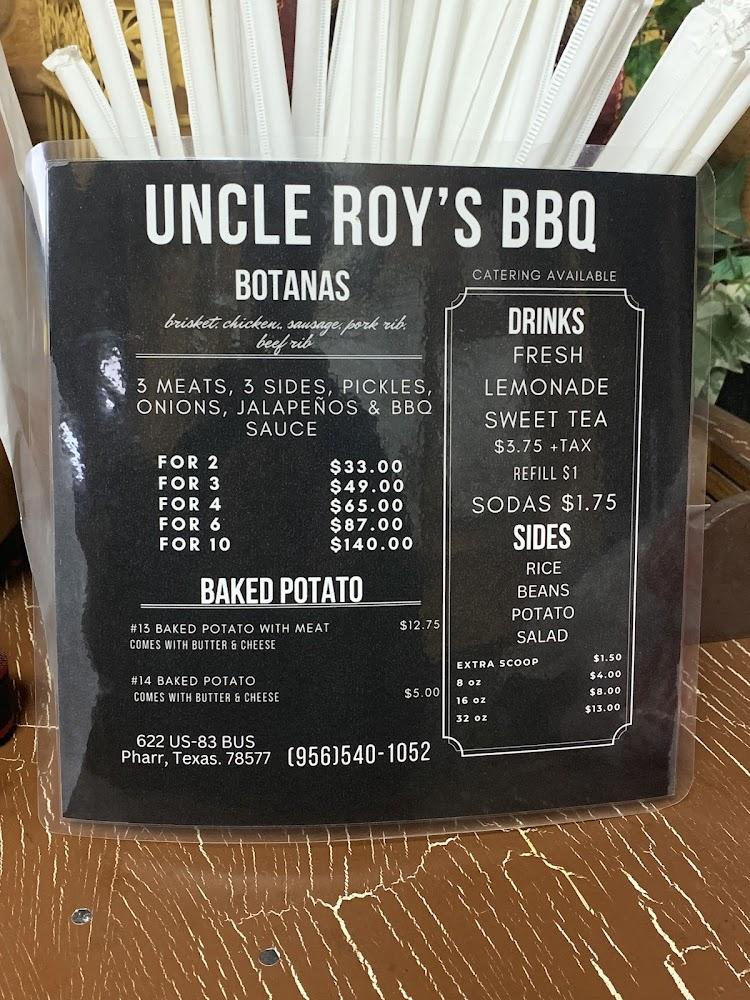 UNCLE ROY'S BBQ
BOTANAS
brisket, chicken, sausage, pork rib,
beef rib
3 MEATS, 3 SIDES, PICKLES,
ONIONS, JALAPEÑOS & BBQ
SAUCE
FOR 2 $33.00
FOR 3 $49.00
FOR 4 $65.00
FOR 6 $87.00
FOR 10 $140.00
BAKED POTATO
#13 BAKED POTATO WITH MEAT $12.75
COMES WITH BUTTER & CHEESE
#14 BAKED POTATO
COMES WITH BUTTER & CHEESE $5.00
622 US-83 BUS
Pharr, Texas. 78577 (956)540-1052
CATERING AVAILABLE
DRINKS
FRESH
LEMONADE
SWEET TEA
$3.75 +TAX
REFILL $1
SODAS $1.75
SIDES
RICE
BEANS
POTATO
SALAD
EXTRA SCOOP $1.50
8 oz $4.00
16 oz $8.00
32 oz $13.00